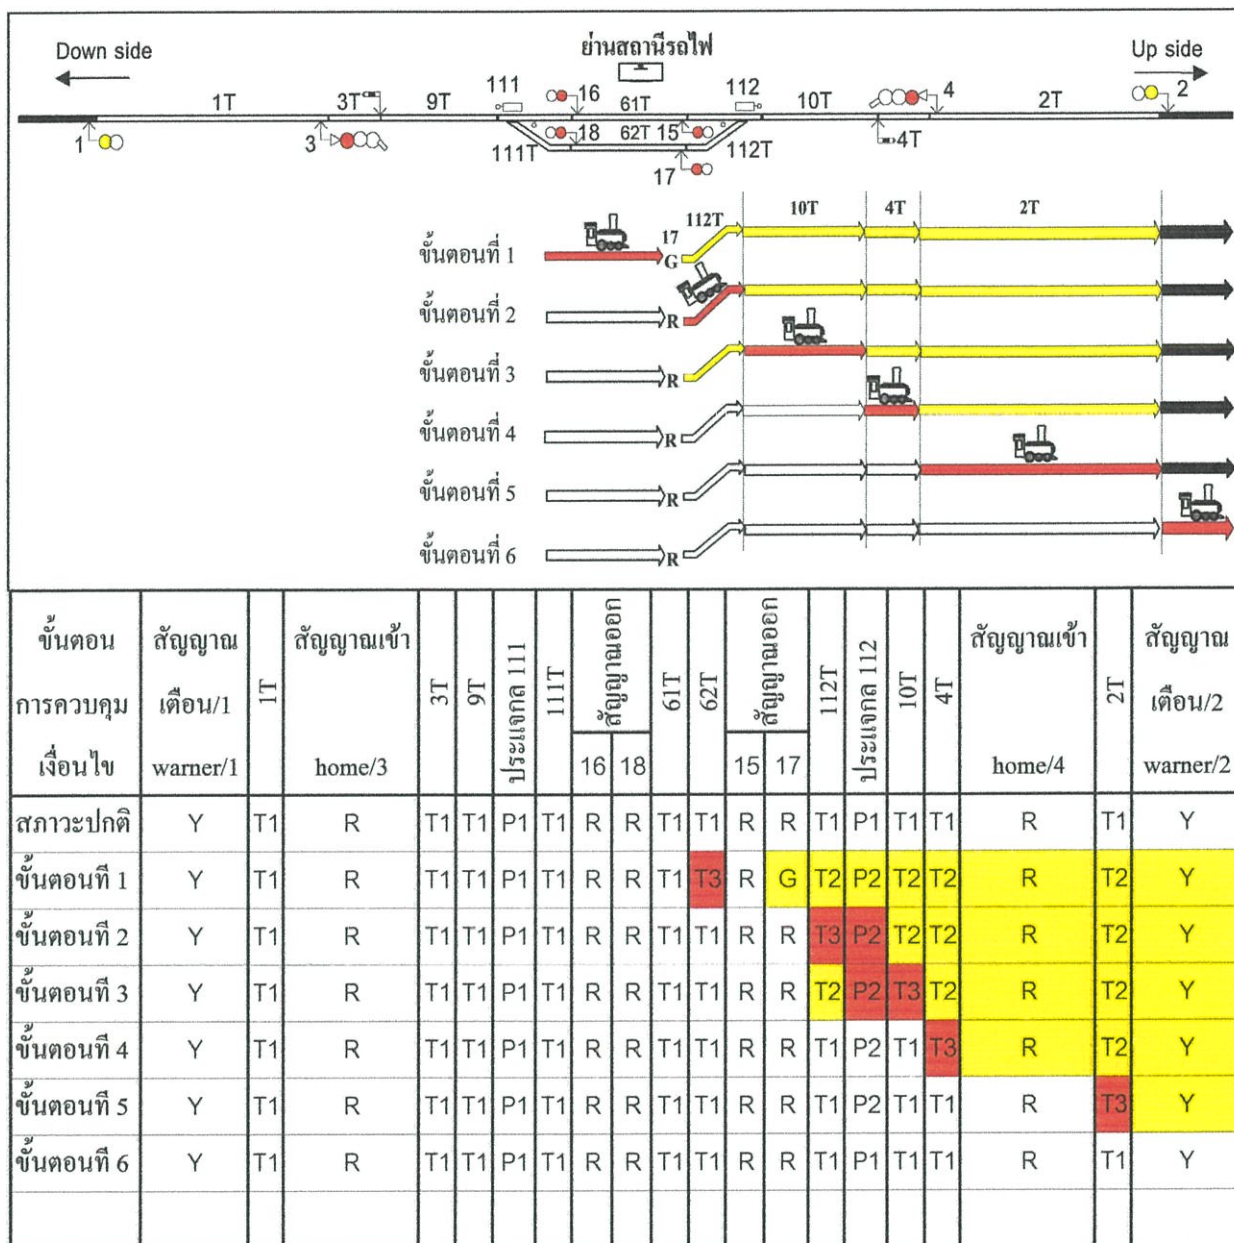 ย่านสถานีรถไฟ
Down side
Up side
1T 3T 9T 111 16 61T 112 10T 4 2T 2
18 62T 15
1 3 111T 17 112T 4T
112T 10T 4T 2T
ขั้นตอนที่ 1 17 G
ขั้นตอนที่ 2 R
ขั้นตอนที่ 3 R
ขั้นตอนที่ 4 R
ขั้นตอนที่ 5 R
ขั้นตอนที่ 6 R
ขั้นตอน การควบคุม เงื่อนไข
สัญญาณ เตือน/1 warner/1
1T
สัญญาณเข้า home/3
3T
9T
ประแจกล 111
111T
สัญญาณออก
16 18
61T
62T
สัญญาณออก
15 17
112T
ประแจกล 112
10T
4T
สัญญาณเข้า home/4
2T
สัญญาณ เตือน/2 warner/2
สภาวะปกติ Y T1 R T1 T1 P1 T1 R R T1 T1 R R T1 P1 T1 T1 R T1 Y
ขั้นตอนที่ 1 Y T1 R T1 T1 P1 T1 R R T1 T3 R G T2 P2 T2 T2 R T2 Y
ขั้นตอนที่ 2 Y T1 R T1 T1 P1 T1 R R T1 T1 R R T3 P2 T2 T2 R T2 Y
ขั้นตอนที่ 3 Y T1 R T1 T1 P1 T1 R R T1 T1 R R T2 P2 T3 T2 R T2 Y
ขั้นตอนที่ 4 Y T1 R T1 T1 P1 T1 R R T1 T1 R R T1 P2 T1 T3 R T2 Y
ขั้นตอนที่ 5 Y T1 R T1 T1 P1 T1 R R T1 T1 R R T1 P2 T1 T1 R T3 Y
ขั้นตอนที่ 6 Y T1 R T1 T1 P1 T1 R R T1 T1 R R T1 P1 T1 T1 R T1 Y